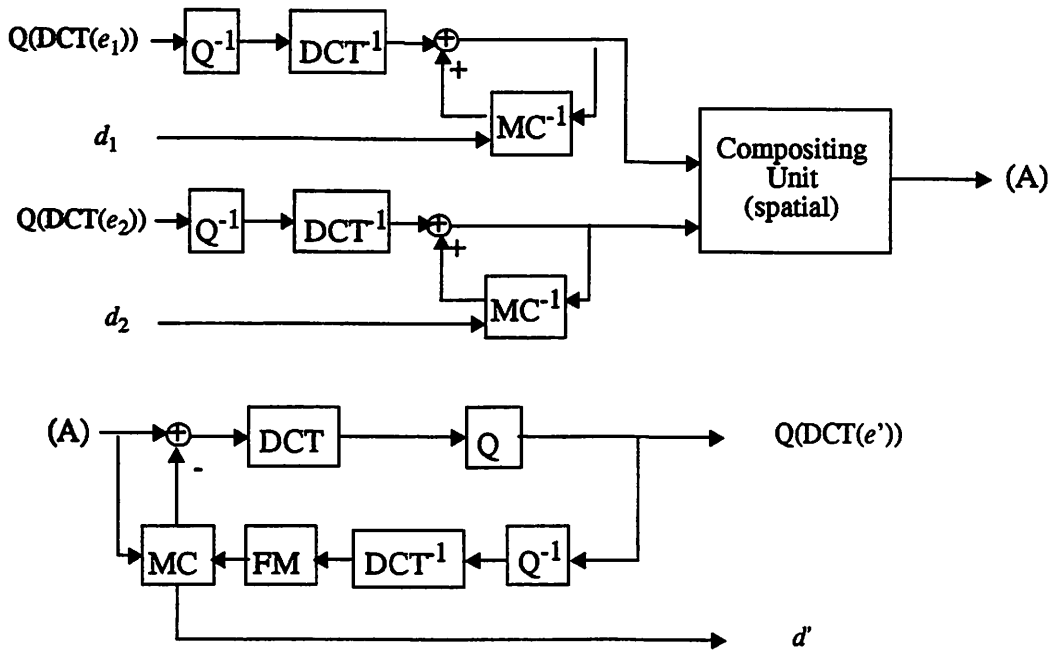 Q(DCT(e₁)) Q⁻¹ DCT⁻¹ +
+
d₁ MC⁻¹
Compositing
Unit
(spatial)
(A)
Q(DCT(e₂)) Q⁻¹ DCT⁻¹ +
+
d₂ MC⁻¹
(A) + DCT Q Q(DCT(e'))
-
MC FM DCT⁻¹ Q⁻¹
d'